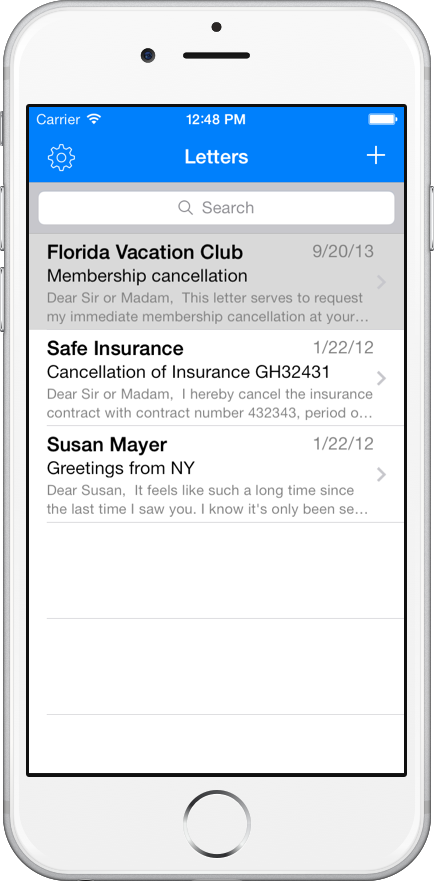 Carrier 12:48 PM
Letters
Search
Florida Vacation Club 9/20/13
Membership cancellation
Dear Sir or Madam,  This letter serves to request
my immediate membership cancellation at your…
Safe Insurance 1/22/12
Cancellation of Insurance GH32431
Dear Sir or Madam,  I hereby cancel the insurance
contract with contract number 432343, period o…
Susan Mayer 1/22/12
Greetings from NY
Dear Susan,  It feels like such a long time since
the last time I saw you. I know it's only been se…